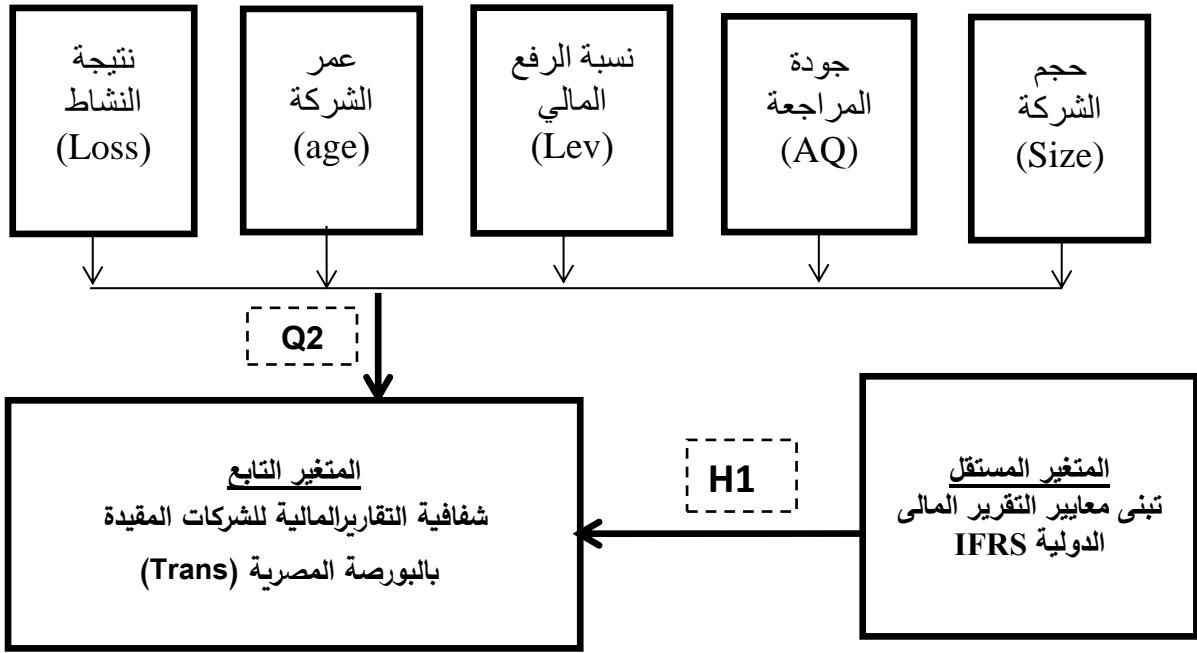 حجم
الشركة
(Size)
جودة
المراجعة
(AQ)
نسبة الرفع
المالي
(Lev)
عمر
الشركة
(age)
نتيجة
النشاط
(Loss)
Q2
المتغير المستقل
تبنى معايير التقرير المالى
الدولية IFRS
H1
المتغير التابع
شفافية التقاريرالمالية للشركات المقيدة
بالبورصة المصرية (Trans)